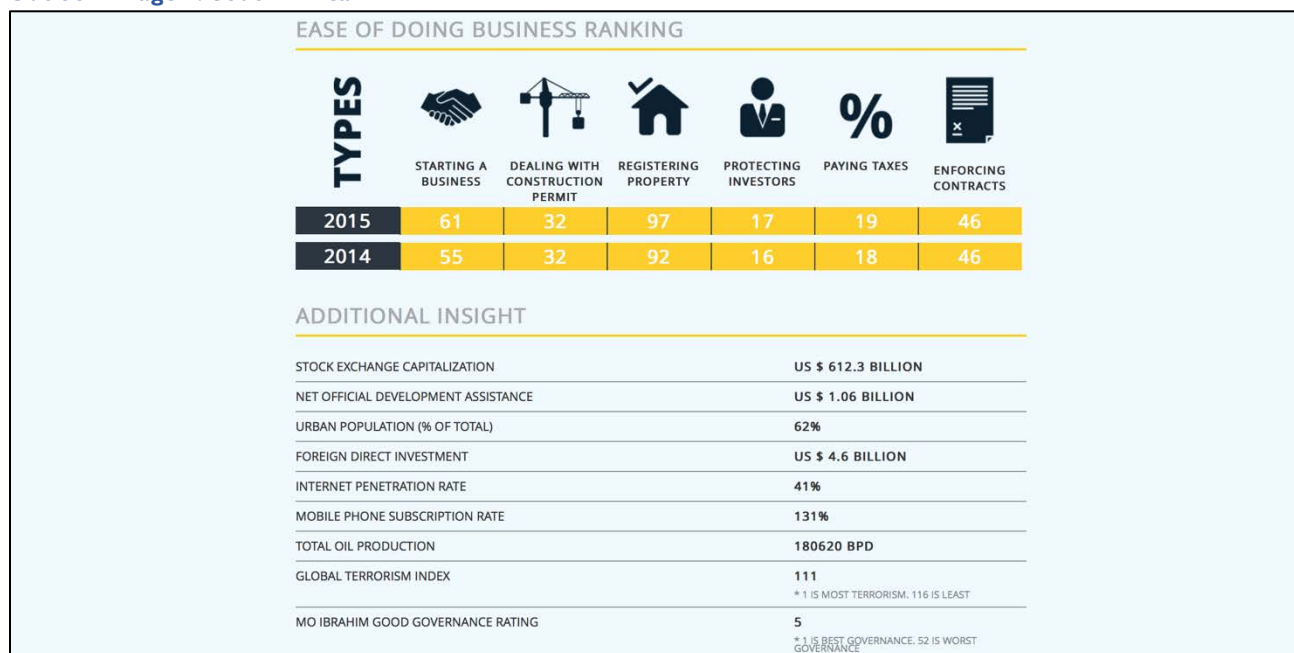 EASE OF DOING BUSINESS RANKING
TYPES
STARTING A
BUSINESS
DEALING WITH
CONSTRUCTION
PERMIT
REGISTERING
PROPERTY
PROTECTING
INVESTORS
PAYING TAXES
%
ENFORCING
CONTRACTS
2015 61 32 97 17 19 46
2014 55 32 92 16 18 46
ADDITIONAL INSIGHT
STOCK EXCHANGE CAPITALIZATION US $ 612.3 BILLION
NET OFFICIAL DEVELOPMENT ASSISTANCE US $ 1.06 BILLION
URBAN POPULATION (% OF TOTAL) 62%
FOREIGN DIRECT INVESTMENT US $ 4.6 BILLION
INTERNET PENETRATION RATE 41%
MOBILE PHONE SUBSCRIPTION RATE 131%
TOTAL OIL PRODUCTION 180620 BPD
GLOBAL TERRORISM INDEX 111
* 1 IS MOST TERRORISM. 116 IS LEAST
MO IBRAHIM GOOD GOVERNANCE RATING 5
* 1 IS BEST GOVERNANCE. 52 IS WORST
GOVERNANCE